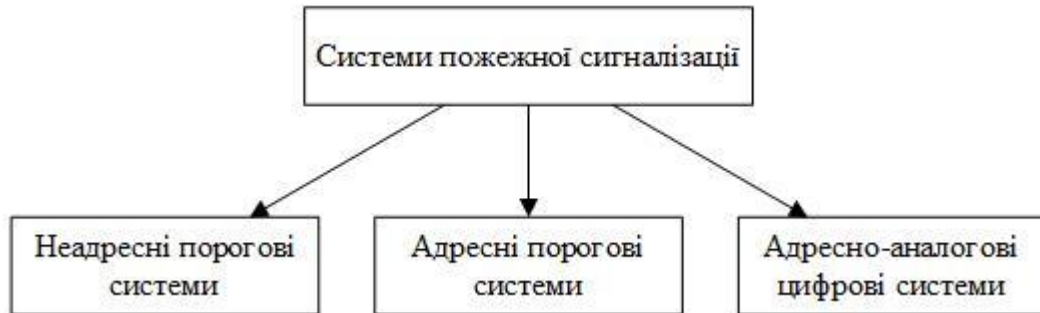 Системи пожежної сигналізації
Неадресні порогові
системи
Адресні порогові
системи
Адресно-аналогові
цифрові системи